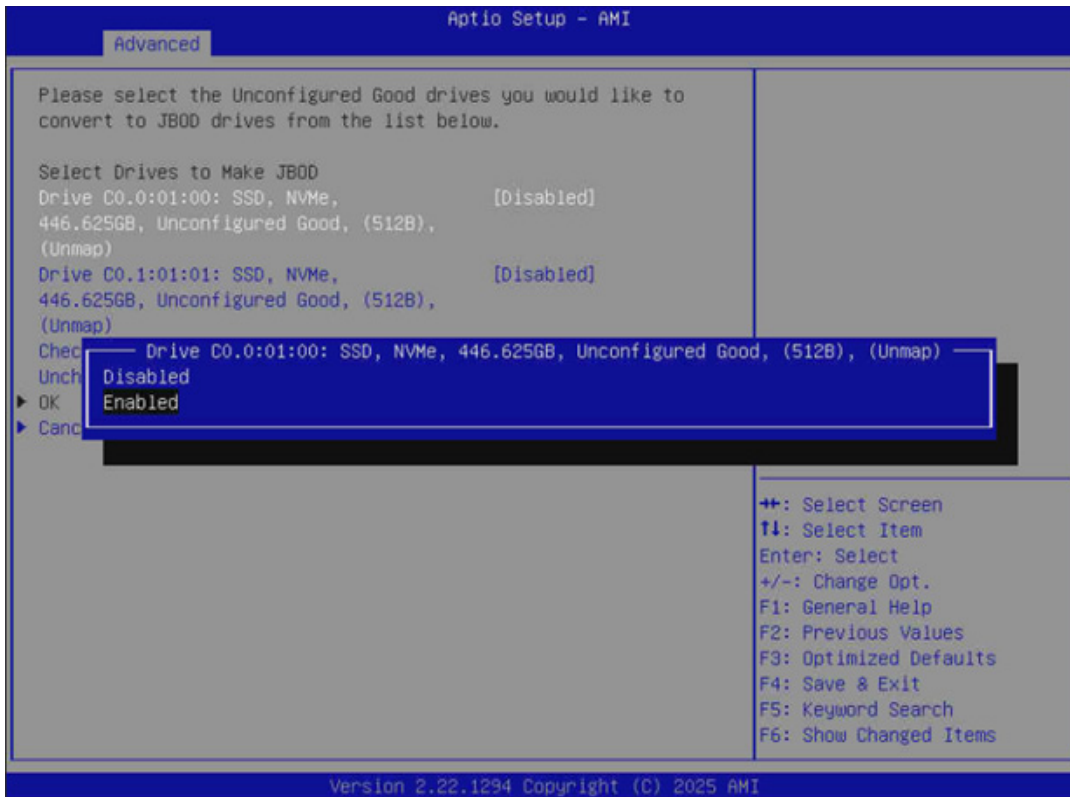 Aptio Setup - AMI
Advanced
Please select the Unconfigured Good drives you would like to
convert to JBOD drives from the list below.
Select Drives to Make JBOD
Drive C0.0:01:00: SSD, NVMe, [Disabled]
446.625GB, Unconfigured Good, (512B),
(Unmap)
Drive C0.1:01:01: SSD, NVMe, [Disabled]
446.625GB, Unconfigured Good, (512B),
(Unmap)
Chec
Unch
OK
Canc
Drive C0.0:01:00: SSD, NVMe, 446.625GB, Unconfigured Good, (512B), (Unmap)
Disabled
Enabled
→←: Select Screen
↑↓: Select Item
Enter: Select
+/-: Change Opt.
F1: General Help
F2: Previous Values
F3: Optimized Defaults
F4: Save & Exit
F5: Keyword Search
F6: Show Changed Items
Version 2.22.1294 Copyright (C) 2025 AMI